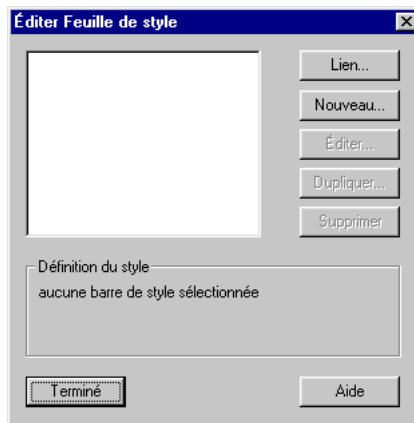 Éditer Feuille de style
Lien...
Nouveau...
Éditer...
Dupliquer...
Supprimer
Définition du style
aucune barre de style sélectionnée
Terminé
Aide